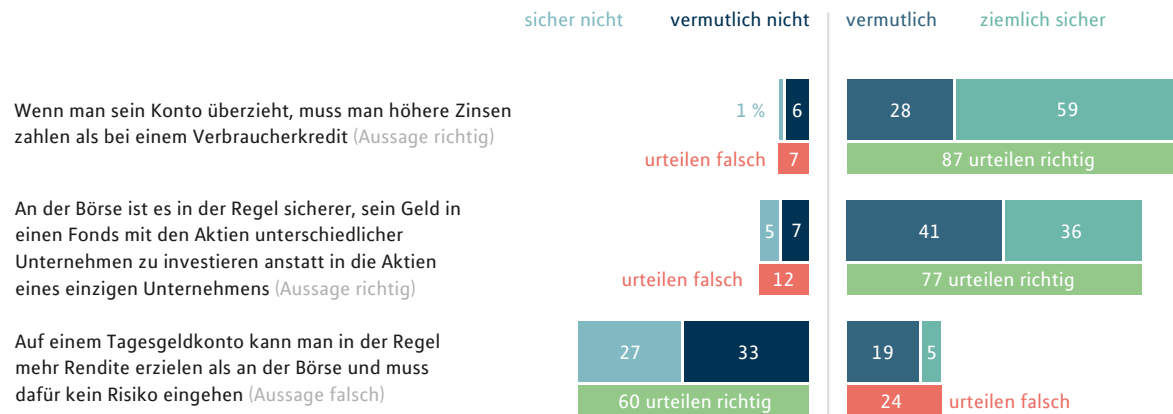 sicher nicht vermutlich nicht vermutlich ziemlich sicher
Wenn man sein Konto überzieht, muss man höhere Zinsen
zahlen als bei einem Verbraucherkredit (Aussage richtig)
1 % 6 28 59
urteilen falsch 7 87 urteilen richtig
An der Börse ist es in der Regel sicherer, sein Geld in
einen Fonds mit den Aktien unterschiedlicher
Unternehmen zu investieren anstatt in die Aktien
eines einzigen Unternehmens (Aussage richtig)
5 7 41 36
urteilen falsch 12 77 urteilen richtig
Auf einem Tagesgeldkonto kann man in der Regel
mehr Rendite erzielen als an der Börse und muss
dafür kein Risiko eingehen (Aussage falsch)
27 33 19 5
60 urteilen richtig 24 urteilen falsch